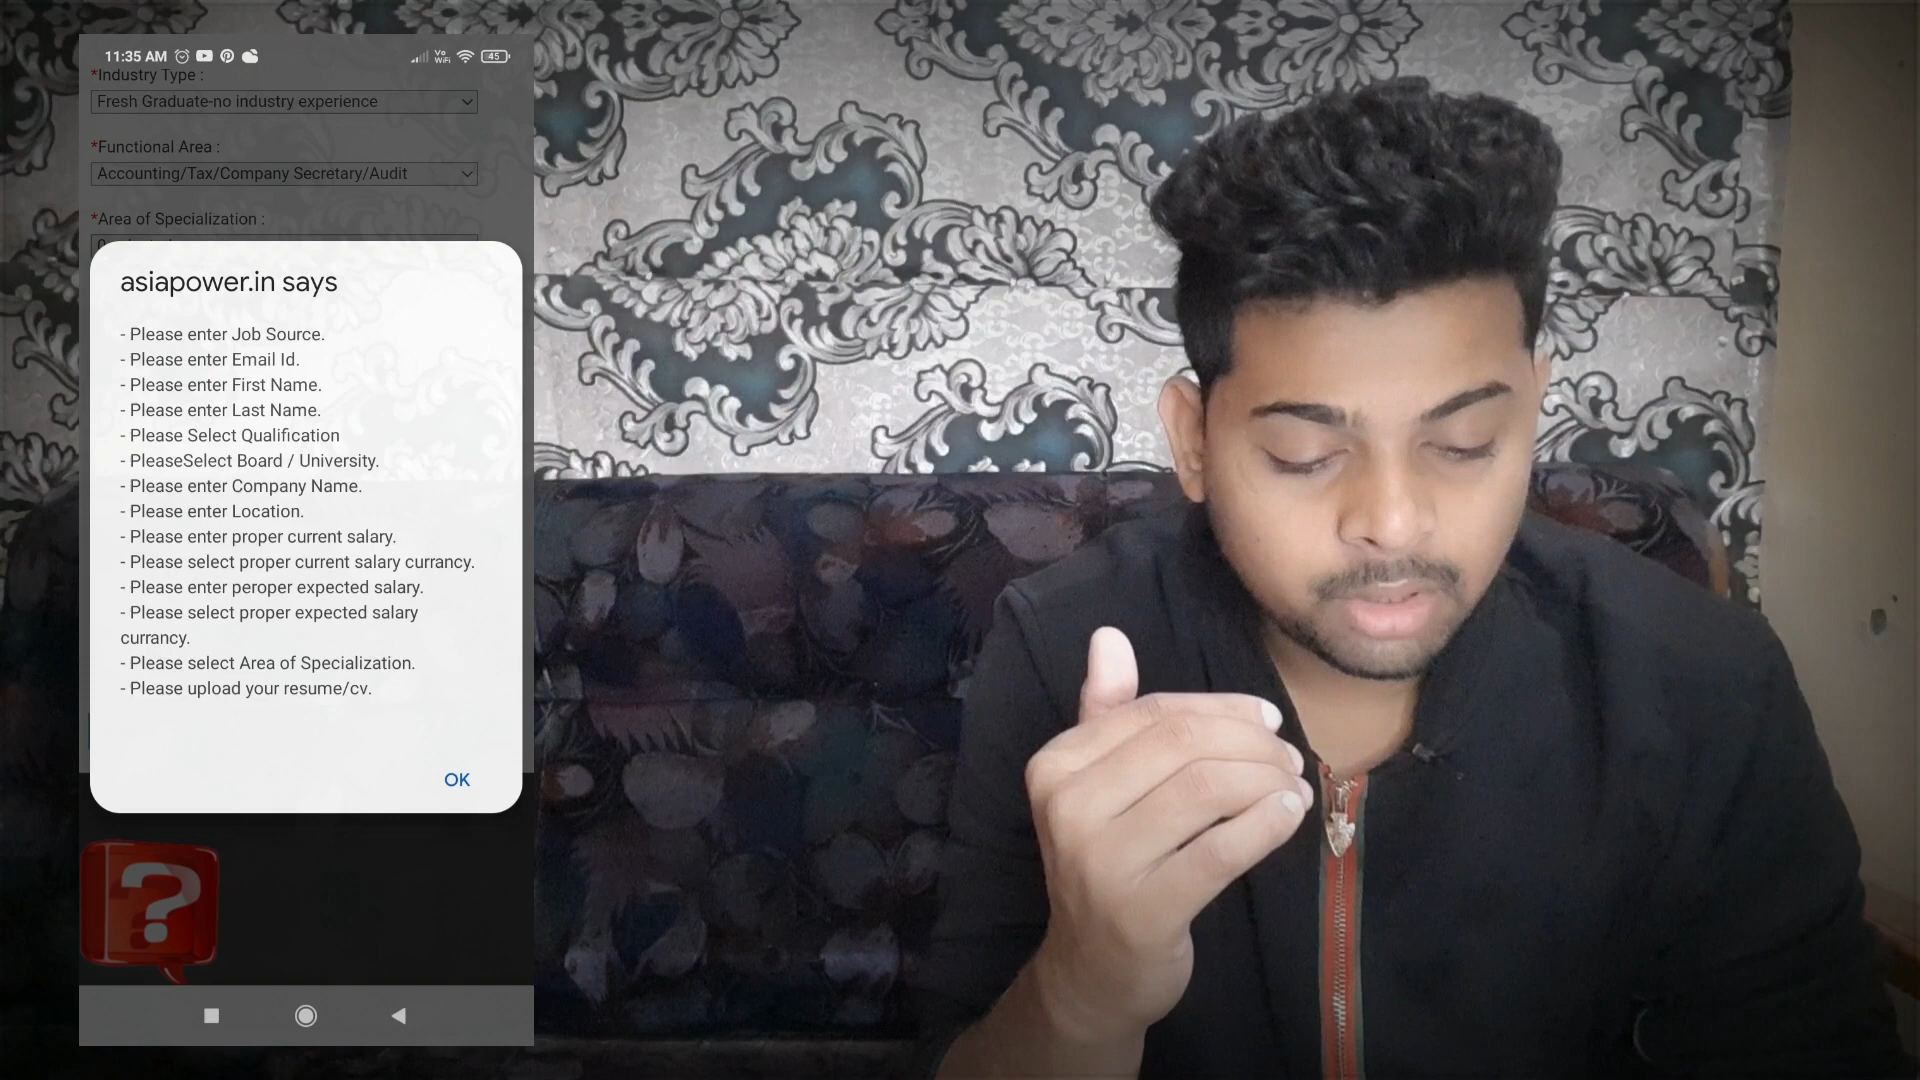 11:35 AM
Vo
WiFi
45
*Industry Type :
Fresh Graduate-no industry experience
*Functional Area :
Accounting/Tax/Company Secretary/Audit
*Area of Specialization :
asiapower.in says
- Please enter Job Source.
- Please enter Email Id.
- Please enter First Name.
- Please enter Last Name.
- Please Select Qualification
- PleaseSelect Board / University.
- Please enter Company Name.
- Please enter Location.
- Please enter proper current salary.
- Please select proper current salary currancy.
- Please enter peroper expected salary.
- Please select proper expected salary
currancy.
- Please select Area of Specialization.
- Please upload your resume/cv.
OK
?